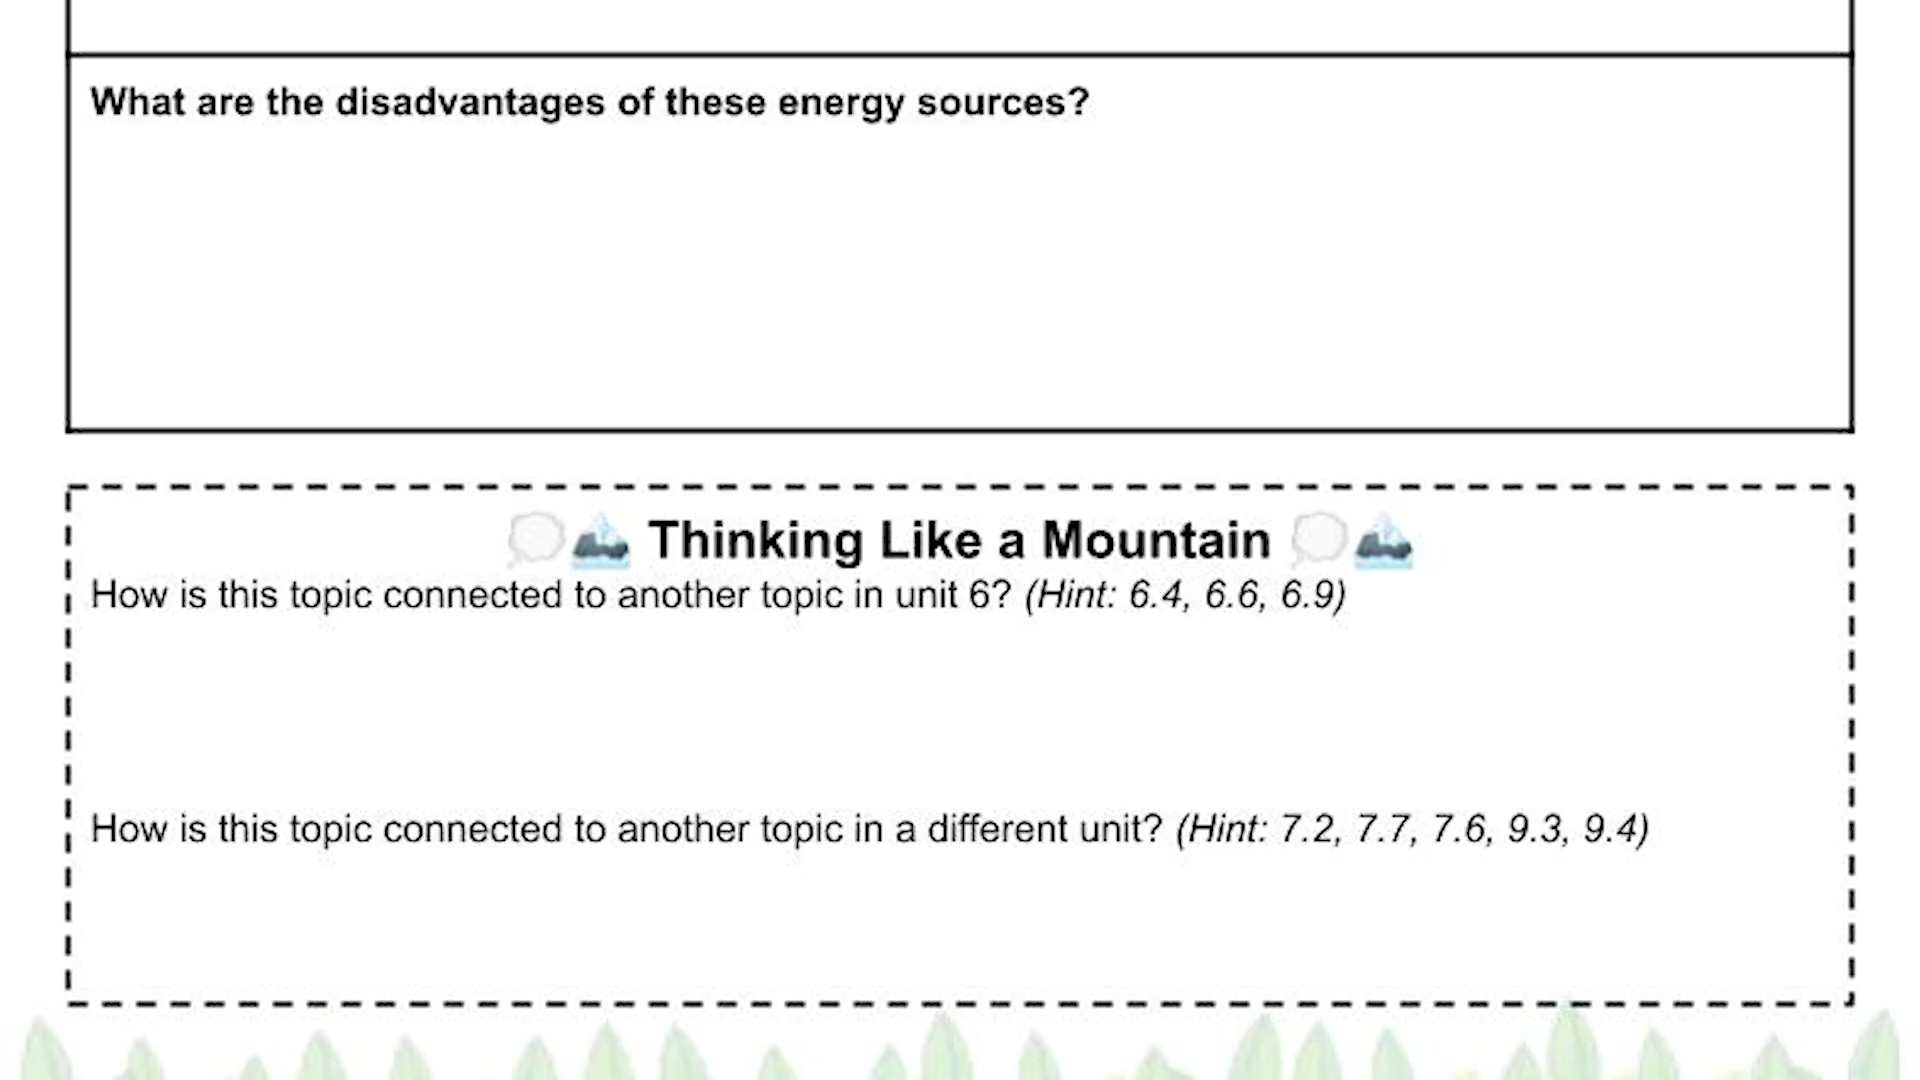 What are the disadvantages of these energy sources?
Thinking Like a Mountain
How is this topic connected to another topic in unit 6? (Hint: 6.4, 6.6, 6.9)
How is this topic connected to another topic in a different unit? (Hint: 7.2, 7.7, 7.6, 9.3, 9.4)